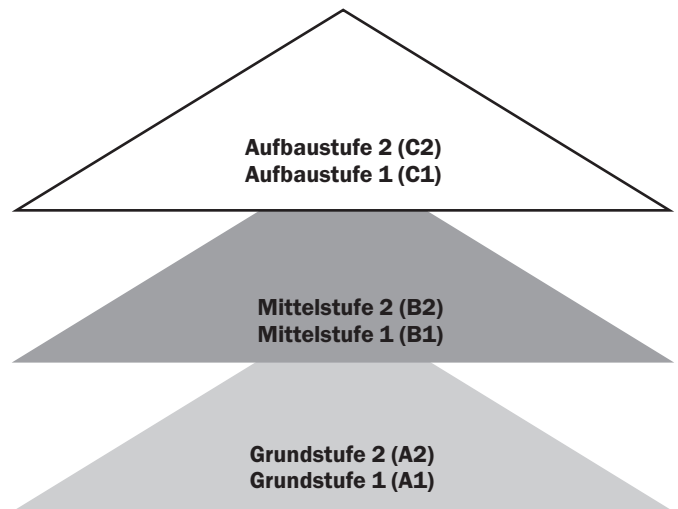 Aufbaustufe 2 (C2)
Aufbaustufe 1 (C1)
Mittelstufe 2 (B2)
Mittelstufe 1 (B1)
Grundstufe 2 (A2)
Grundstufe 1 (A1)